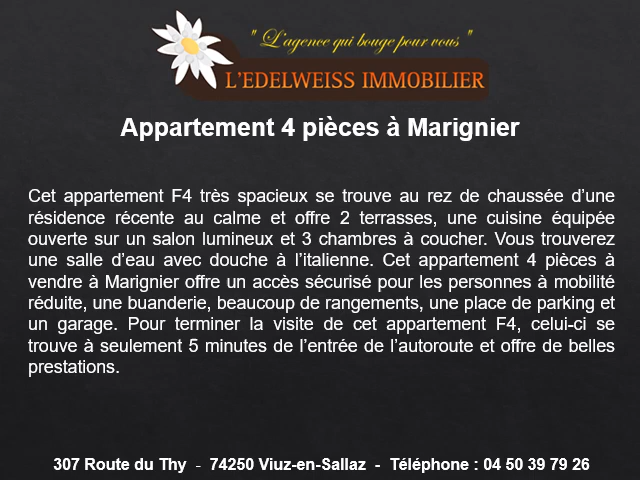 " L'agence qui bouge pour vous "
L'EDELWEISS IMMOBILIER
Appartement 4 pièces à Marignier
Cet appartement F4 très spacieux se trouve au rez de chaussée d'une
résidence récente au calme et offre 2 terrasses, une cuisine équipée
ouverte sur un salon lumineux et 3 chambres à coucher. Vous trouverez
une salle d'eau avec douche à l'italienne. Cet appartement 4 pièces à
vendre à Marignier offre un accès sécurisé pour les personnes à mobilité
réduite, une buanderie, beaucoup de rangements, une place de parking et
un garage. Pour terminer la visite de cet appartement F4, celui-ci se
trouve à seulement 5 minutes de l'entrée de l'autoroute et offre de belles
prestations.
307 Route du Thy - 74250 Viuz-en-Sallaz - Téléphone : 04 50 39 79 26